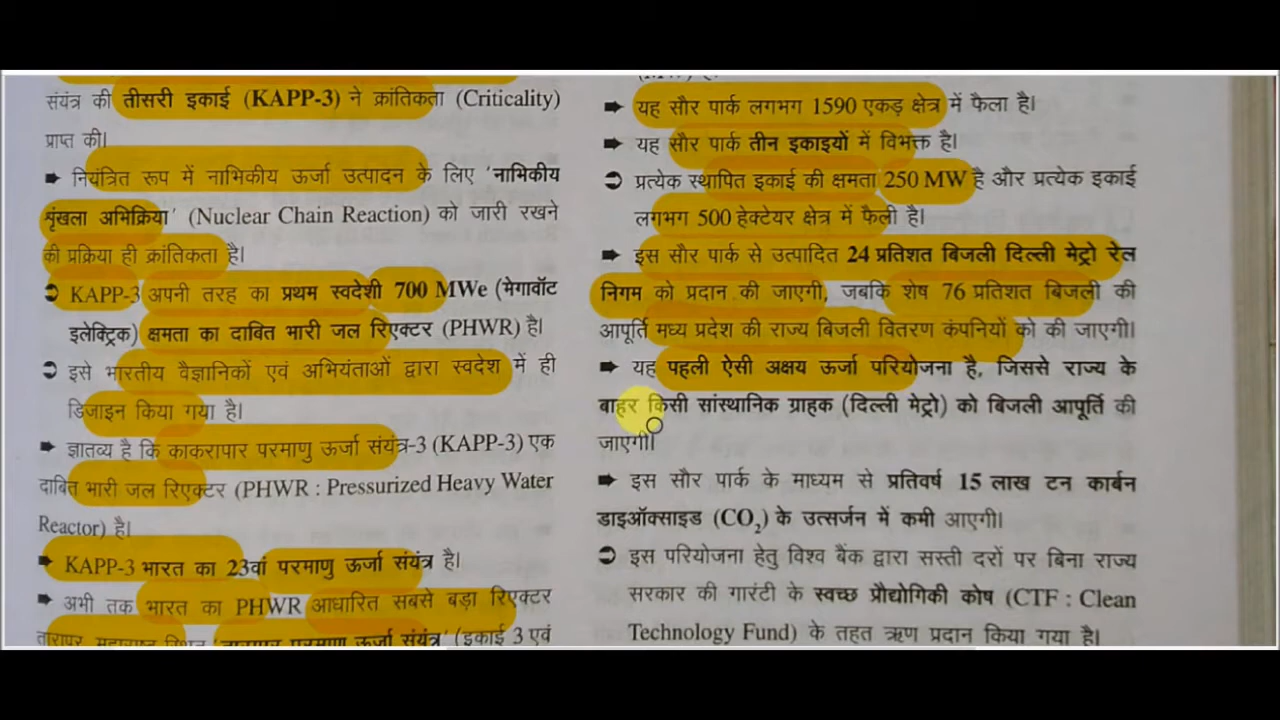 संयंत्र की तीसरी इकाई (KAPP-3) ने क्रांतिकता (Criticality)
प्राप्त की।
➡ नियंत्रित रूप में नाभिकीय ऊर्जा उत्पादन के लिए 'नाभिकीय
शृंखला अभिक्रिया' (Nuclear Chain Reaction) को जारी रखने
की प्रक्रिया ही क्रांतिकता है।
➲ KAPP-3 अपनी तरह का प्रथम स्वदेशी 700 MWe (मेगावॉट
इलेक्ट्रिक) क्षमता का दाबित भारी जल रिएक्टर (PHWR) है।
➲ इसे भारतीय वैज्ञानिकों एवं अभियंताओं द्वारा स्वदेश में ही
डिजाइन किया गया है।
➡ ज्ञातव्य है कि काकरापार परमाणु ऊर्जा संयंत्र-3 (KAPP-3) एक
दाबित भारी जल रिएक्टर (PHWR : Pressurized Heavy Water
Reactor) है।
➡ KAPP-3 भारत का 23वां परमाणु ऊर्जा संयंत्र है।
➡ अभी तक भारत का PHWR आधारित सबसे बड़ा रिएक्टर
तारापुर, महाराष्ट्र स्थित 'तारापुर परमाणु ऊर्जा संयंत्र' (इकाई 3 एवं
➡ यह सौर पार्क लगभग 1590 एकड़ क्षेत्र में फैला है।
➡ यह सौर पार्क तीन इकाइयों में विभक्त है।
➲ प्रत्येक स्थापित इकाई की क्षमता 250 MW है और प्रत्येक इकाई
लगभग 500 हेक्टेयर क्षेत्र में फैली है।
➡ इस सौर पार्क से उत्पादित 24 प्रतिशत बिजली दिल्ली मेट्रो रेल
निगम को प्रदान की जाएगी, जबकि शेष 76 प्रतिशत बिजली की
आपूर्ति मध्य प्रदेश की राज्य बिजली वितरण कंपनियों को की जाएगी।
➡ यह पहली ऐसी अक्षय ऊर्जा परियोजना है, जिससे राज्य के
बाहर किसी सांस्थानिक ग्राहक (दिल्ली मेट्रो) को बिजली आपूर्ति की
जाएगी।
➡ इस सौर पार्क के माध्यम से प्रतिवर्ष 15 लाख टन कार्बन
डाइऑक्साइड (CO₂) के उत्सर्जन में कमी आएगी।
➲ इस परियोजना हेतु विश्व बैंक द्वारा सस्ती दरों पर बिना राज्य
सरकार की गारंटी के स्वच्छ प्रौद्योगिकी कोष (CTF : Clean
Technology Fund) के तहत ऋण प्रदान किया गया है।